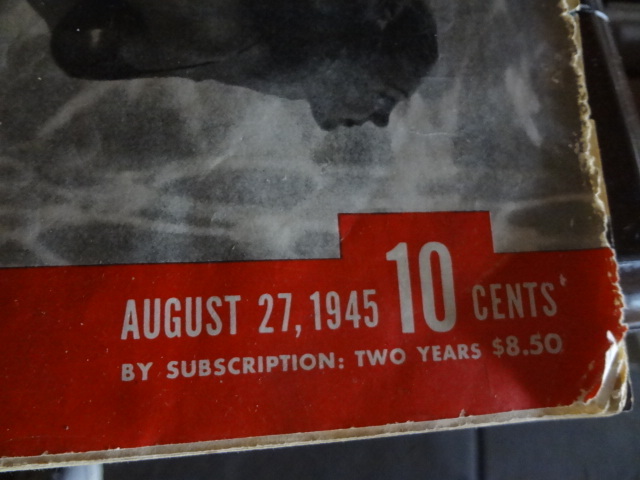 AUGUST 27, 1945 10 CENTS
BY SUBSCRIPTION: TWO YEARS $8.50